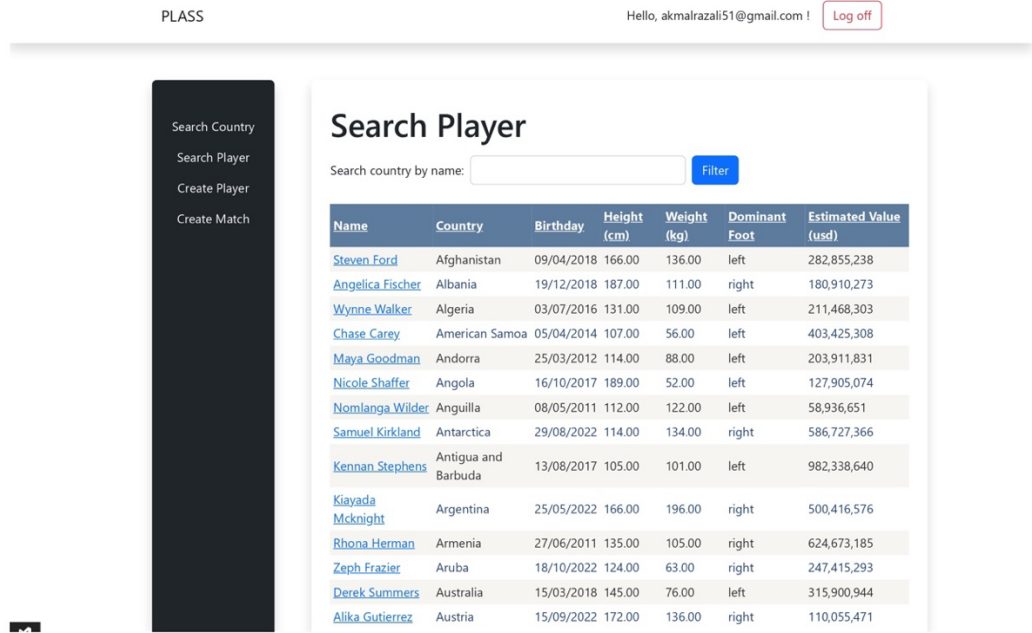 PLASS
Hello, akmalrazali51@gmail.com !
Log off
Search Country
Search Player
Create Player
Create Match
Search Player
Search country by name:
Filter
Name Country Birthday Height (cm) Weight (kg) Dominant Foot Estimated Value (usd)
Steven Ford Afghanistan 09/04/2018 166.00 136.00 left 282,855,238
Angelica Fischer Albania 19/12/2018 187.00 111.00 right 180,910,273
Wynne Walker Algeria 03/07/2016 131.00 109.00 left 211,468,303
Chase Carey American Samoa 05/04/2014 107.00 56.00 left 403,425,308
Maya Goodman Andorra 25/03/2012 114.00 88.00 left 203,911,831
Nicole Shaffer Angola 16/10/2017 189.00 52.00 left 127,905,074
Nomlanga Wilder Anguilla 08/05/2011 112.00 122.00 left 58,936,651
Samuel Kirkland Antarctica 29/08/2022 114.00 134.00 right 586,727,366
Kennan Stephens Antigua and Barbuda 13/08/2017 105.00 101.00 left 982,338,640
Kiayada Mcknight Argentina 25/05/2022 166.00 196.00 right 500,416,576
Rhona Herman Armenia 27/06/2011 135.00 105.00 right 624,673,185
Zeph Frazier Aruba 18/10/2022 124.00 63.00 right 247,415,293
Derek Summers Australia 15/03/2018 145.00 76.00 left 315,900,944
Alika Gutierrez Austria 15/09/2022 172.00 136.00 right 110,055,471